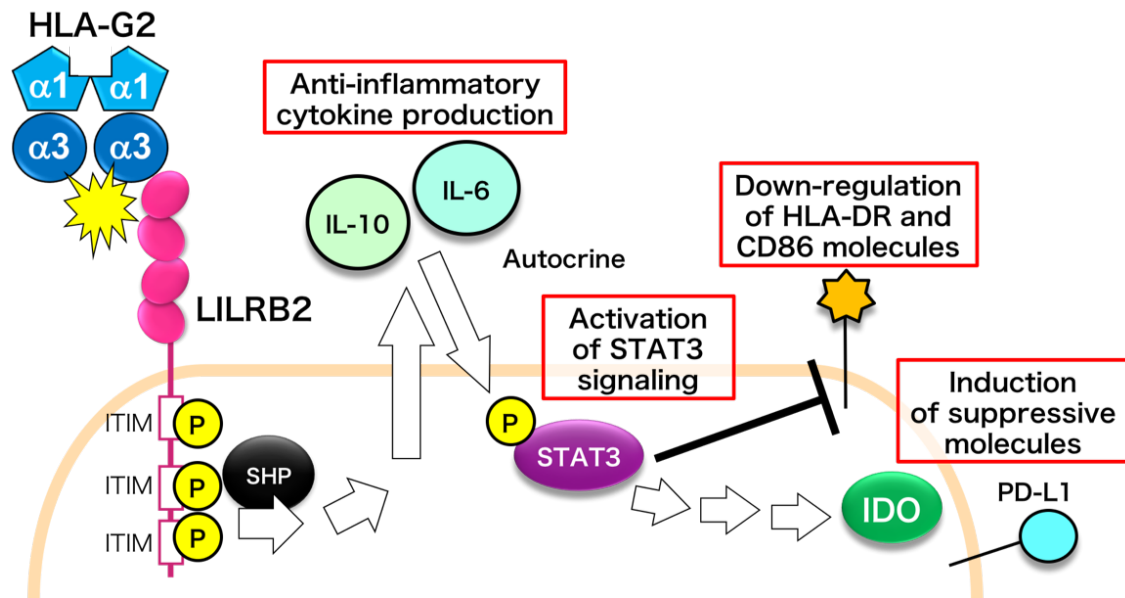 HLA-G2
α1
α1
α3
α3
LILRB2
ITIM
P
ITIM
P
ITIM
P
SHP
Anti-inflammatory
cytokine production
IL-10
IL-6
Autocrine
Activation
of STAT3
signaling
P
STAT3
Down-regulation
of HLA-DR and
CD86 molecules
Induction
of suppressive
molecules
IDO
PD-L1